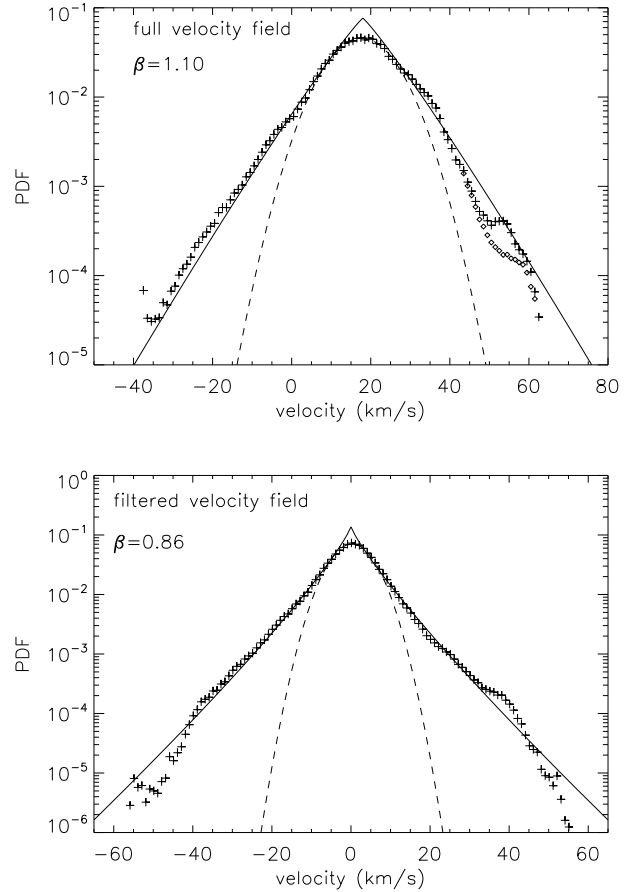 full velocity field
β=1.10
10⁻¹
10⁻²
10⁻³
10⁻⁴
10⁻⁵
PDF
−40 −20 0 20 40 60 80
velocity (km/s)
filtered velocity field
β=0.86
10⁰
10⁻¹
10⁻²
10⁻³
10⁻⁴
10⁻⁵
10⁻⁶
PDF
−60 −40 −20 0 20 40 60
velocity (km/s)